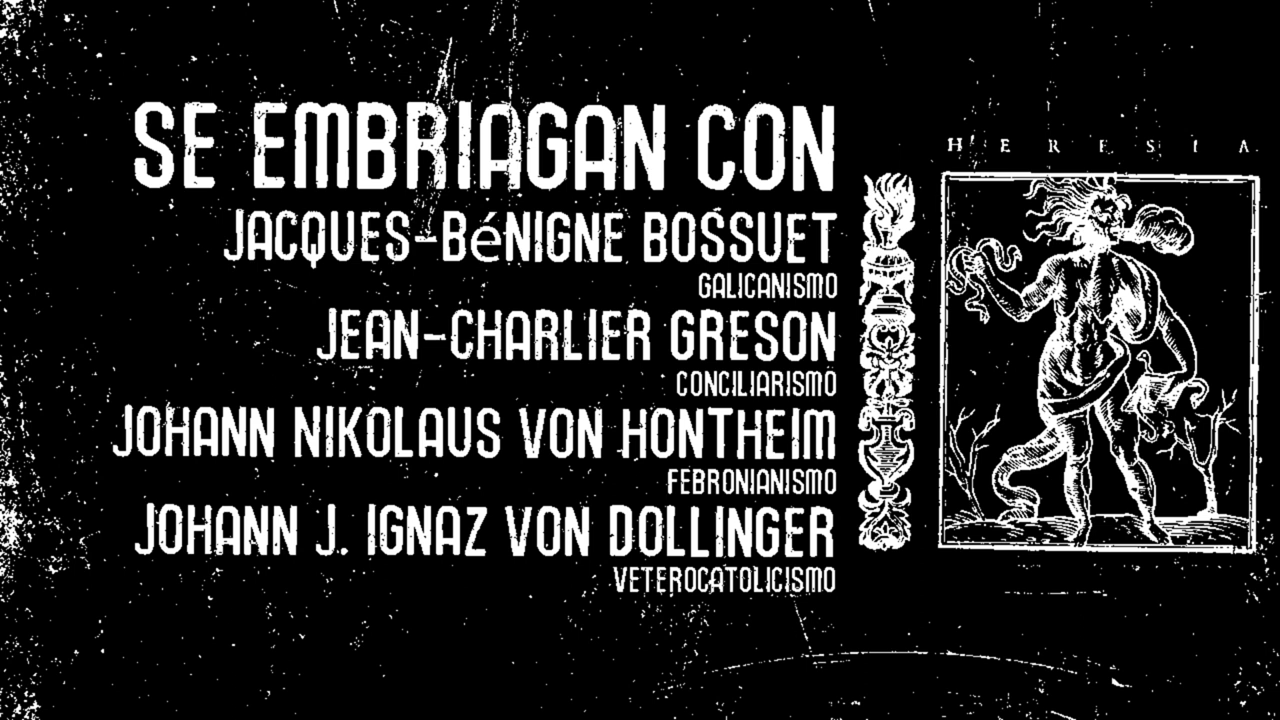 SE EMBRIAGAN CON
JACQUES-BéNIGNE BOSSUET
GALICANISMO
JEAN-CHARLIER GRESON
CONCILIARISMO
JOHANN NIKOLAUS VON HONTHEIM
FEBRONIANISMO
JOHANN J. IGNAZ VON DOLLINGER
VETEROCATOLICISMO
HERESIA